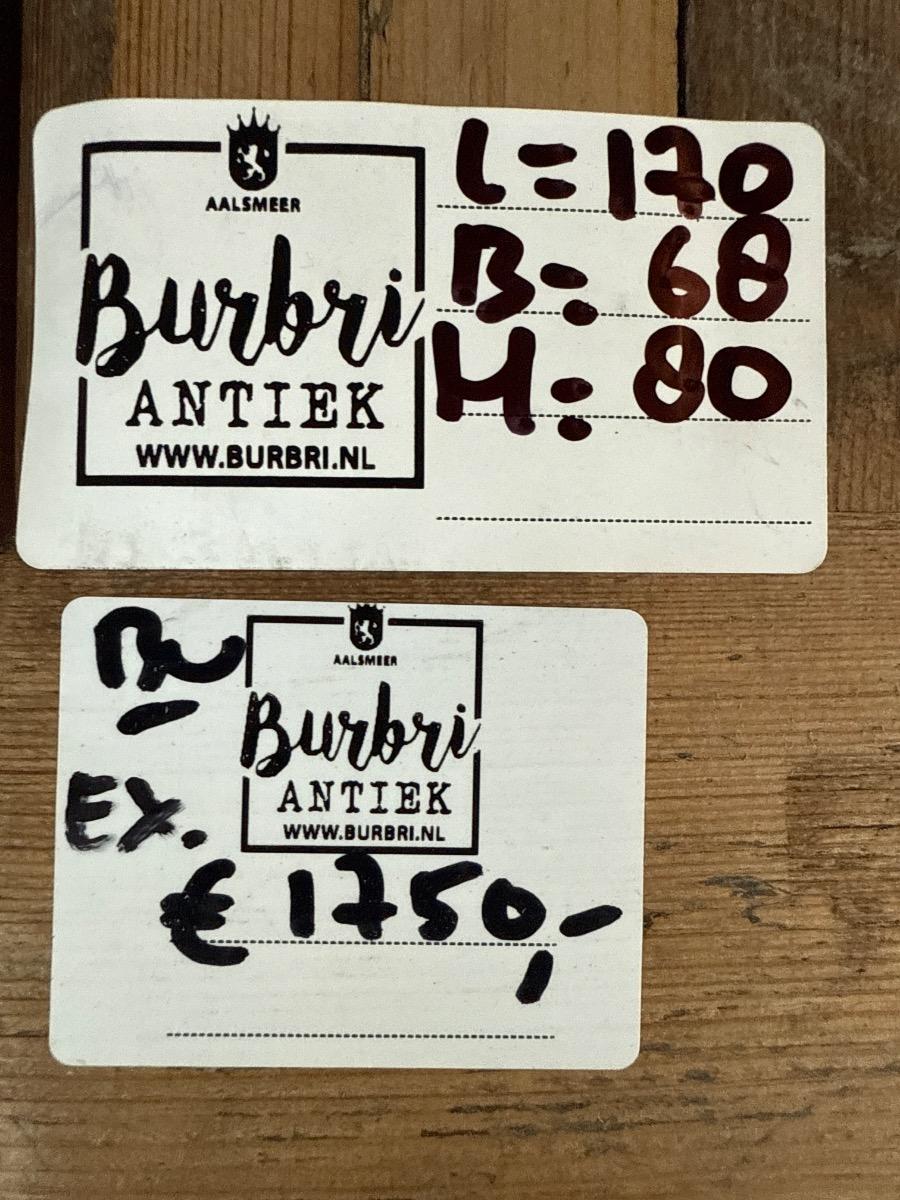 AALSMEER
Burbri
ANTIEK
WWW.BURBRI.NL
L=170
B= 68
H= 80
AALSMEER
Burbri
ANTIEK
WWW.BURBRI.NL
EX.
€ 1750,-